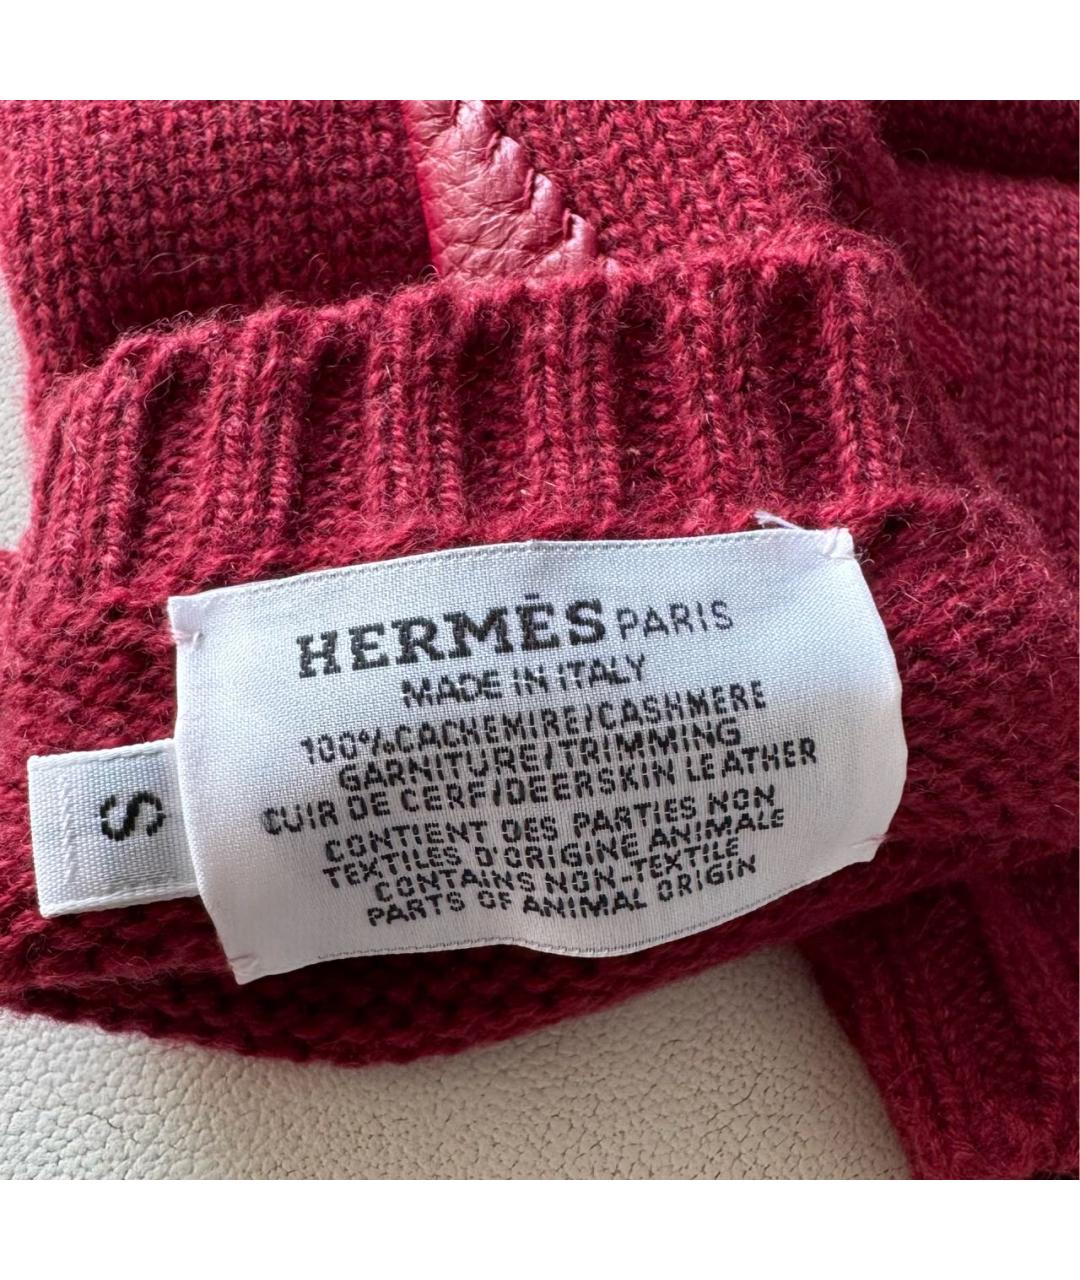 HERMÈS PARIS
MADE IN ITALY
100% CACHEMIRE/CASHMERE
GARNITURE/TRIMMING
CUIR DE CERF/DEERSKIN LEATHER
CONTIENT DES PARTIES NON
TEXTILES D'ORIGINE ANIMALE
CONTAINS NON-TEXTILE
PARTS OF ANIMAL ORIGIN
S